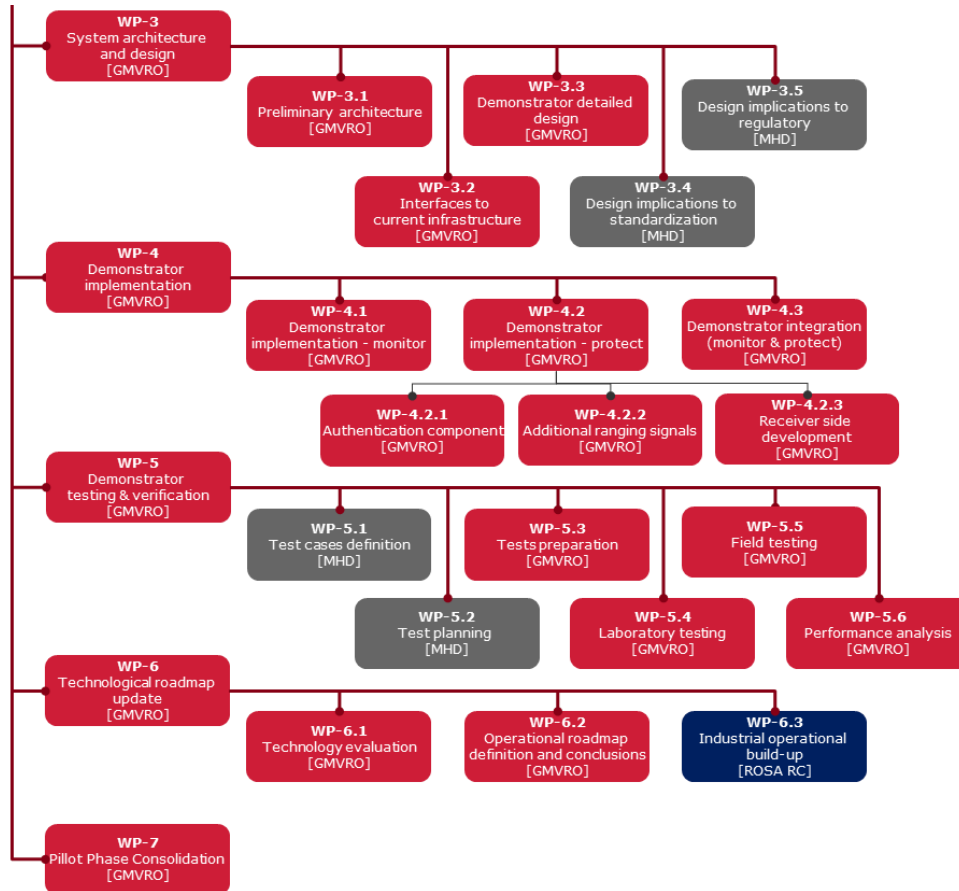 WP-3
System architecture
and design
[GMVRO]
WP-3.1
Preliminary architecture
[GMVRO]
WP-3.3
Demonstrator detailed
design
[GMVRO]
WP-3.5
Design implications to
regulatory
[MHD]
WP-3.2
Interfaces to
current infrastructure
[GMVRO]
WP-3.4
Design implications to
standardization
[MHD]
WP-4
Demonstrator
implementation
[GMVRO]
WP-4.1
Demonstrator
implementation - monitor
[GMVRO]
WP-4.2
Demonstrator
implementation - protect
[GMVRO]
WP-4.3
Demonstrator integration
(monitor & protect)
[GMVRO]
WP-4.2.1
Authentication component
[GMVRO]
WP-4.2.2
Additional ranging signals
[GMVRO]
WP-4.2.3
Receiver side
development
[GMVRO]
WP-5
Demonstrator
testing & verification
[GMVRO]
WP-5.1
Test cases definition
[MHD]
WP-5.3
Tests preparation
[GMVRO]
WP-5.5
Field testing
[GMVRO]
WP-5.2
Test planning
[MHD]
WP-5.4
Laboratory testing
[GMVRO]
WP-5.6
Performance analysis
[GMVRO]
WP-6
Technological roadmap
update
[GMVRO]
WP-6.1
Technology evaluation
[GMVRO]
WP-6.2
Operational roadmap
definition and conclusions
[GMVRO]
WP-6.3
Industrial operational
build-up
[ROSA RC]
WP-7
Pillot Phase Consolidation
[GMVRO]